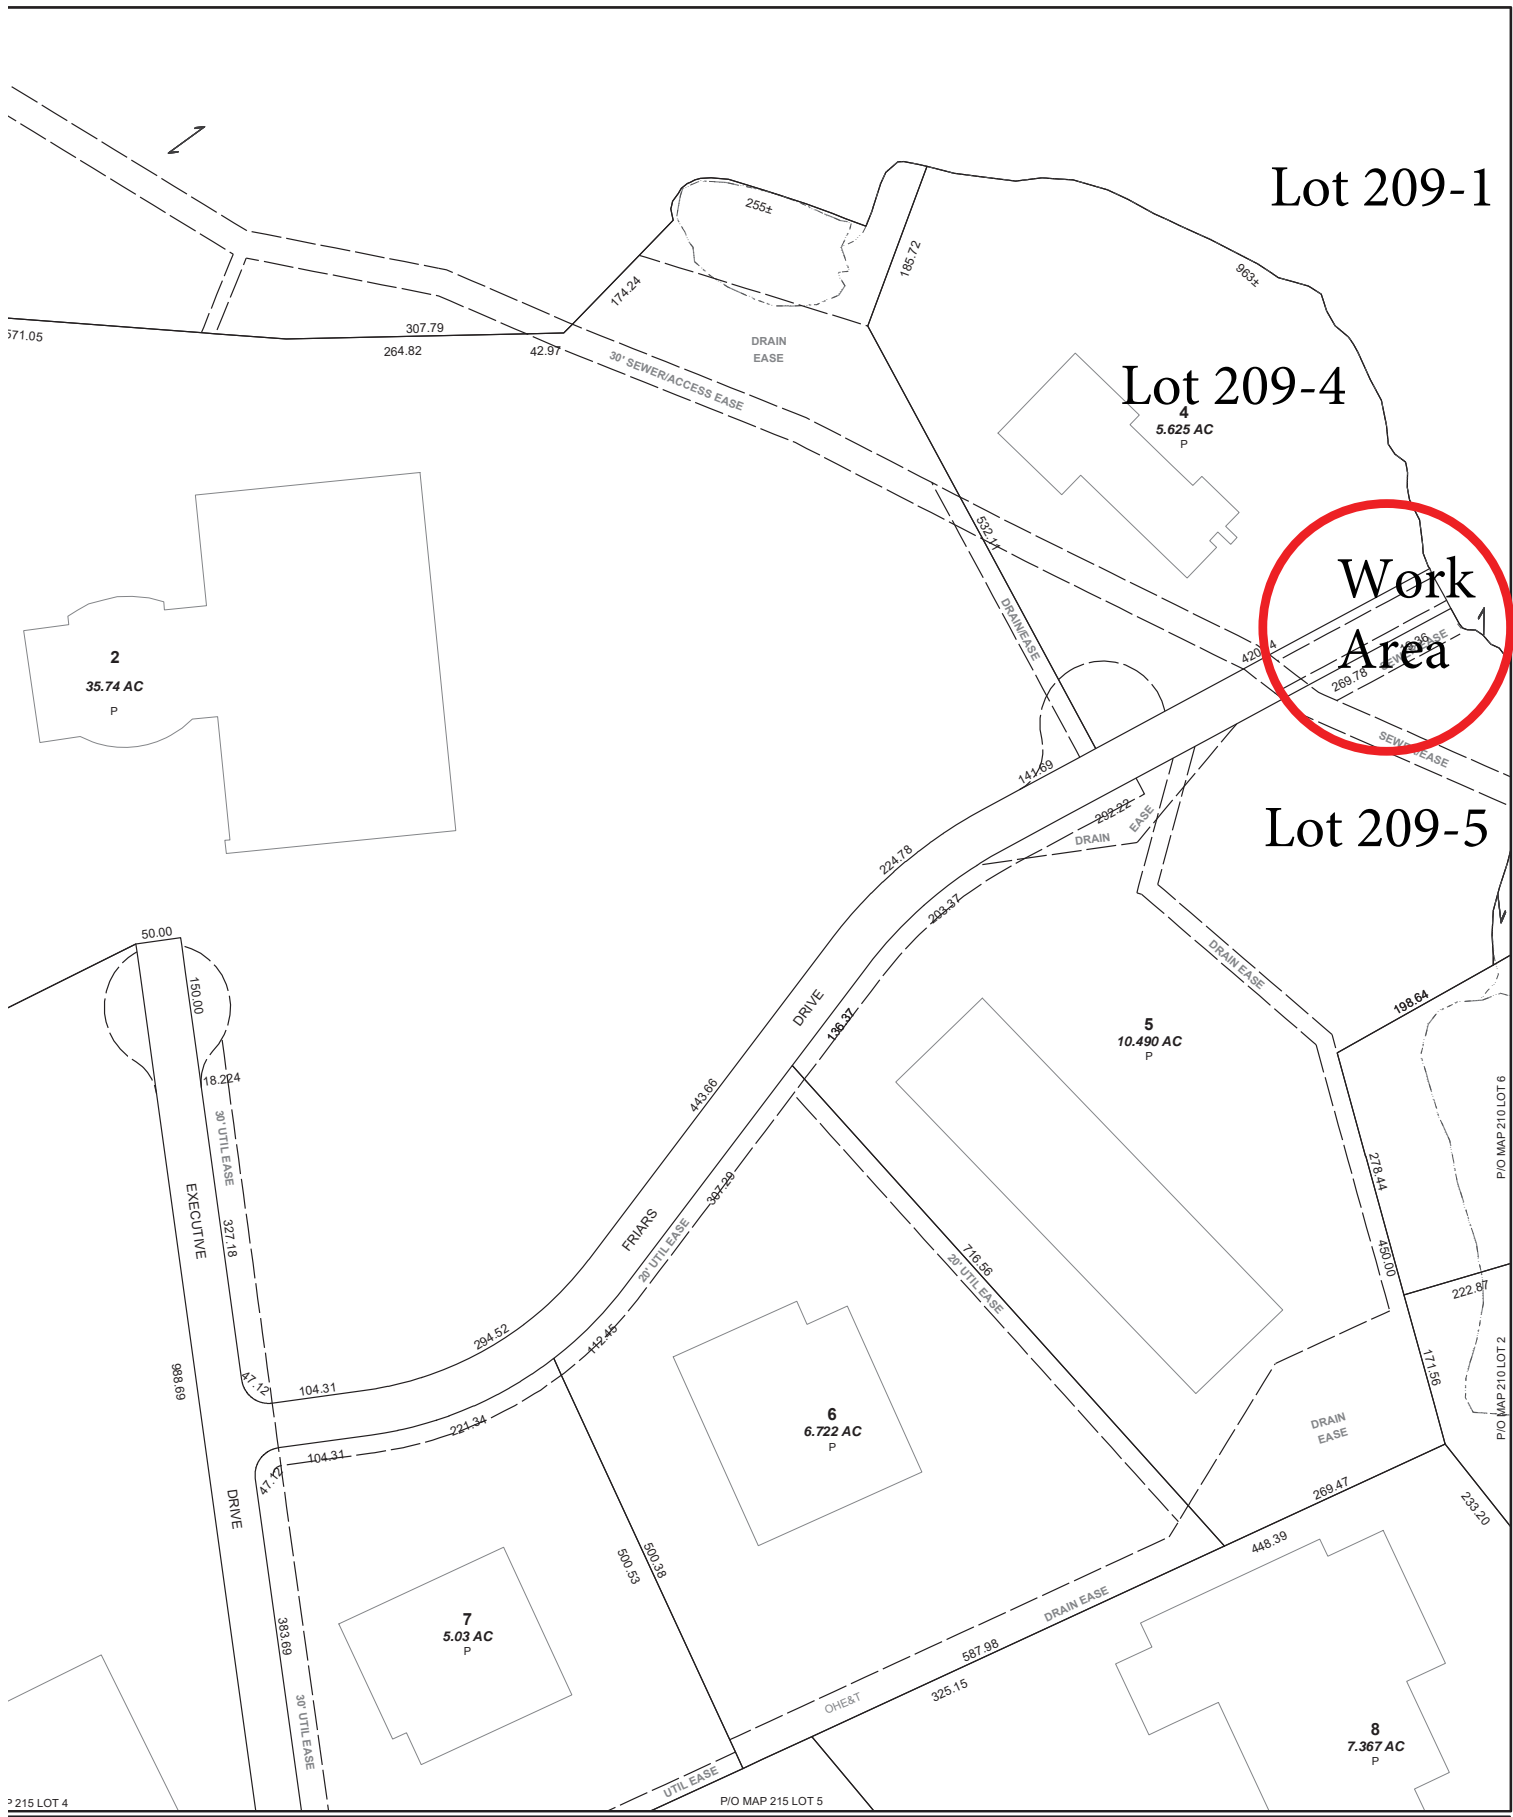 Lot 209-1
255±
185.72
963±
174.24
571.05
307.79
264.82
42.97
DRAIN
EASE
30' SEWER/ACCESS EASE
Lot 209-4
4
5.625 AC
P
532.11
DRAIN/EASE
Work
Area
269.78
SEWER/EASE
2
35.74 AC
P
141.69
292.22
DRAIN
EASE
Lot 209-5
224.78
203.37
DRAIN EASE
50.00
150.00
198.64
DRIVE
136.37
5
10.490 AC
P
18.224
30' UTIL EASE
443.66
P/O MAP 210 LOT 6
278.44
EXECUTIVE
327.18
FRIARS
20' UTIL EASE
307.29
716.56
20' UTIL EASE
450.00
222.87
294.52
112.45
988.69
47.12
104.31
171.56
P/O MAP 210 LOT 2
6
6.722 AC
P
DRAIN
EASE
221.34
104.31
47.12
DRIVE
269.47
233.20
448.39
500.38
500.53
DRAIN EASE
7
5.03 AC
P
383.69
587.98
325.15
OHE&T
30' UTIL EASE
8
7.367 AC
P
UTIL EASE
215 LOT 4
P/O MAP 215 LOT 5